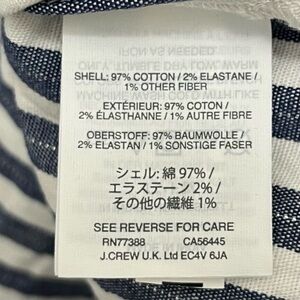 SHELL: 97% COTTON / 2% ELASTANE /
1% OTHER FIBER
EXTÉRIEUR: 97% COTON /
2% ÉLASTHANNE / 1% AUTRE FIBRE
OBERSTOFF: 97% BAUMWOLLE /
2% ELASTAN / 1% SONSTIGE FASER
シェル: 綿 97% /
エラステーン 2% /
その他の繊維 1%
SEE REVERSE FOR CARE
RN77388 CA56445
J.CREW U.K. Ltd EC4V 6JA